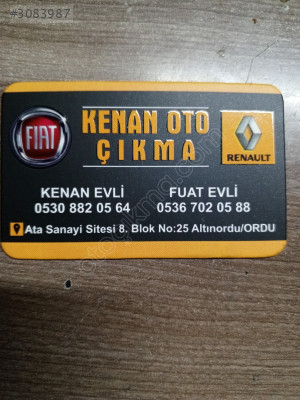 #3083987
FIAT
KENAN OTO
ÇIKMA
RENAULT
KENAN EVLİ
0530 882 05 64
FUAT EVLİ
0536 702 05 88
Ata Sanayi Sitesi 8. Blok No:25 Altınordu/ORDU